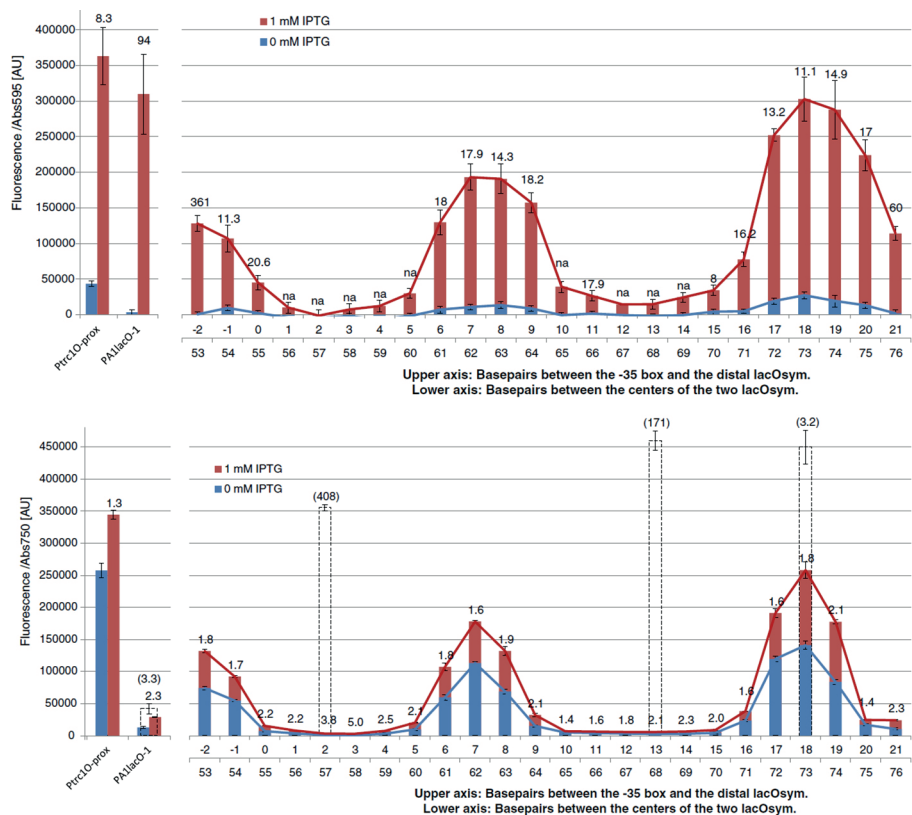 400000
350000
300000
250000
200000
150000
100000
50000
0
Fluorescence /Abs595 [AU]
8.3
94
1 mM IPTG
0 mM IPTG
361 11.3 20.6 na na na na na 18 17.9 14.3 18.2 na 17.9 na na na 8 16.2 13.2 11.1 14.9 17 60
Ptrc1O-prox PA1lacO-1
-2 -1 0 1 2 3 4 5 6 7 8 9 10 11 12 13 14 15 16 17 18 19 20 21
53 54 55 56 57 58 59 60 61 62 63 64 65 66 67 68 69 70 71 72 73 74 75 76
Upper axis: Basepairs between the -35 box and the distal lacOsym.
Lower axis: Basepairs between the centers of the two lacOsym.
450000
400000
350000
300000
250000
200000
150000
100000
50000
0
Fluorescence /Abs750 [AU]
1.3
(3.3)
2.3
1 mM IPTG
0 mM IPTG
(408) (171) (3.2)
1.8 1.7 2.2 2.2 3.8 5.0 2.5 2.1 1.8 1.6 1.9 2.1 1.4 1.6 1.8 2.1 2.3 2.0 1.6 1.6 1.8 2.1 1.4 2.3
Ptrc1O-prox PA1lacO-1
-2 -1 0 1 2 3 4 5 6 7 8 9 10 11 12 13 14 15 16 17 18 19 20 21
53 54 55 56 57 58 59 60 61 62 63 64 65 66 67 68 69 70 71 72 73 74 75 76
Upper axis: Basepairs between the -35 box and the distal lacOsym.
Lower axis: Basepairs between the centers of the two lacOsym.